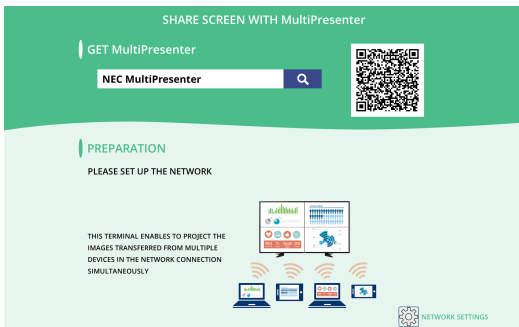 SHARE SCREEN WITH MultiPresenter
GET MultiPresenter
NEC MultiPresenter
PREPARATION
PLEASE SET UP THE NETWORK
THIS TERMINAL ENABLES TO PROJECT THE
IMAGES TRANSFERRED FROM MULTIPLE
DEVICES IN THE NETWORK CONNECTION
SIMULTANEOUSLY
NETWORK SETTINGS